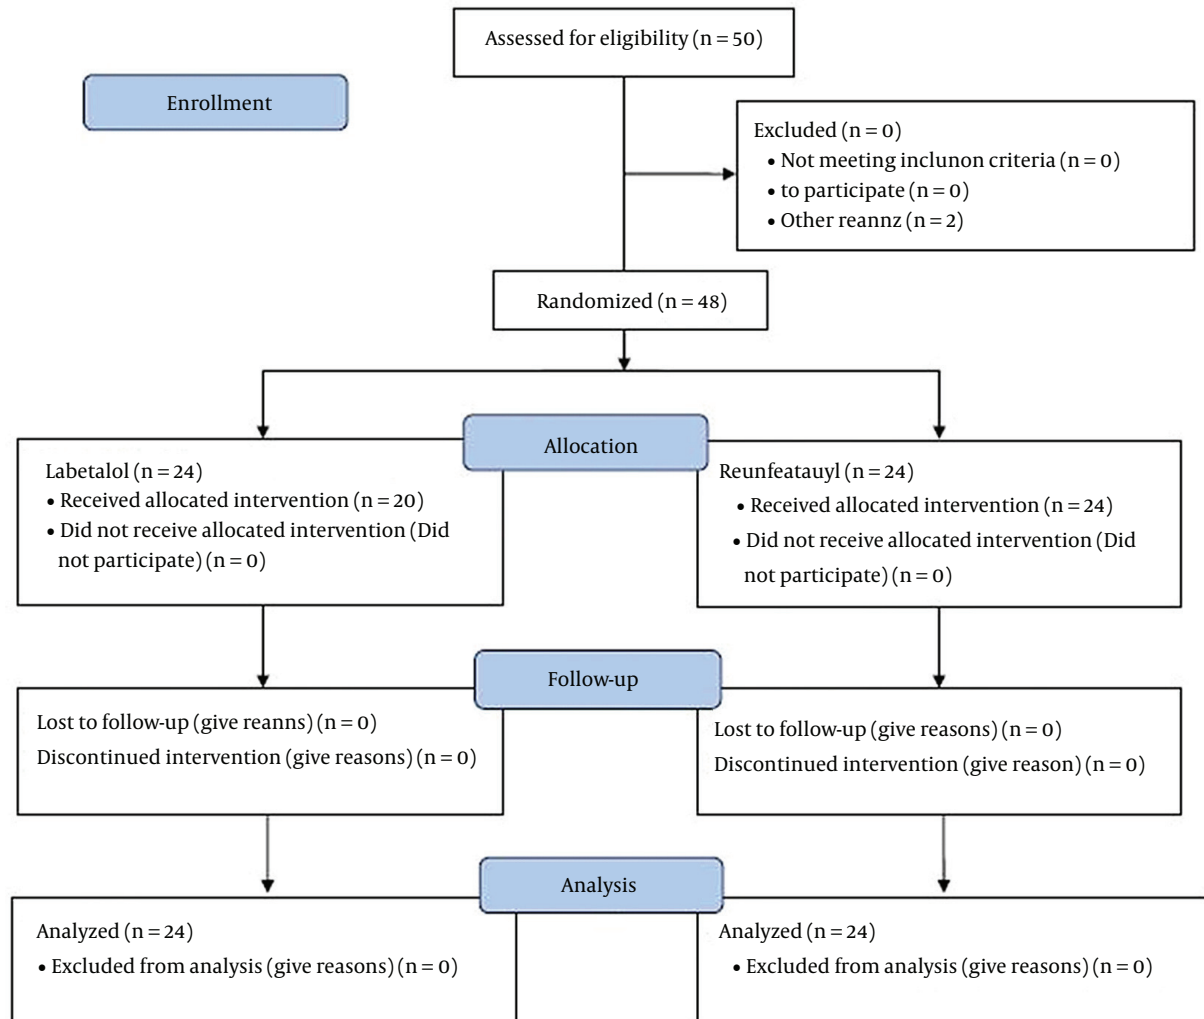 Assessed for eligibility (n = 50)
Enrollment
Excluded (n = 0)
• Not meeting inclunon criteria (n = 0)
• to participate (n = 0)
• Other reannz (n = 2)
Randomized (n = 48)
Allocation
Labetalol (n = 24)
• Received allocated intervention (n = 20)
• Did not receive allocated intervention (Did
not participate) (n = 0)
Reunfeatauyl (n = 24)
• Received allocated intervention (n = 24)
• Did not receive allocated intervention (Did
not participate) (n = 0)
Follow-up
Lost to follow-up (give reanns) (n = 0)
Discontinued intervention (give reasons) (n = 0)
Lost to follow-up (give reasons) (n = 0)
Discontinued intervention (give reason) (n = 0)
Analysis
Analyzed (n = 24)
• Excluded from analysis (give reasons) (n = 0)
Analyzed (n = 24)
• Excluded from analysis (give reasons) (n = 0)